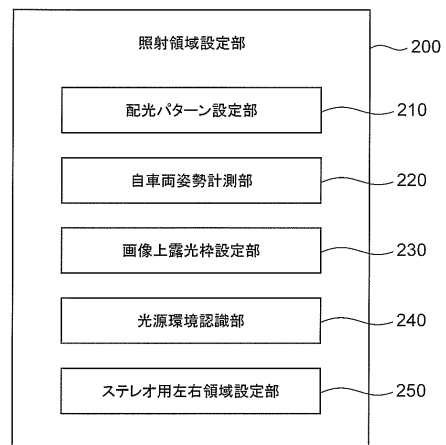 照射領域設定部
200
配光パターン設定部
210
自車両姿勢計測部
220
画像上露光枠設定部
230
光源環境認識部
240
ステレオ用左右領域設定部
250